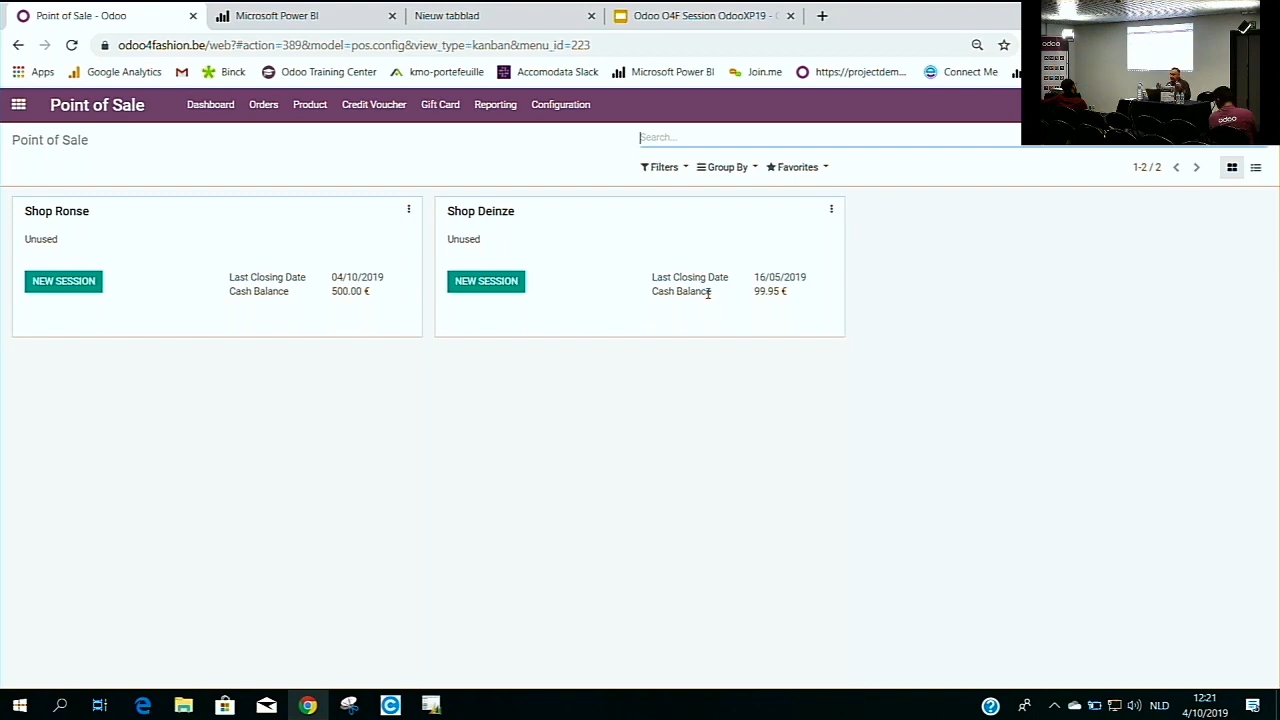 Point of Sale - Odoo
Microsoft Power BI
Nieuw tabblad
Odoo O4F Session OdooXP19 -
odoo4fashion.be/web?#action=389&model=pos.config&view_type=kanban&menu_id=223
Apps
Google Analytics
Binck
Odoo Training Center
kmo-portefeuille
Accomodata Slack
Microsoft Power BI
Join.me
https://projectdem...
Connect Me
Point of Sale
Dashboard
Orders
Product
Credit Voucher
Gift Card
Reporting
Configuration
Point of Sale
Search...
Filters
Group By
Favorites
1-2 / 2
Shop Ronse
Unused
NEW SESSION
Last Closing Date 04/10/2019
Cash Balance 500.00 €
Shop Deinze
Unused
NEW SESSION
Last Closing Date 16/05/2019
Cash Balance 99.95 €
odoo
odoo
NLD
12:21
4/10/2019